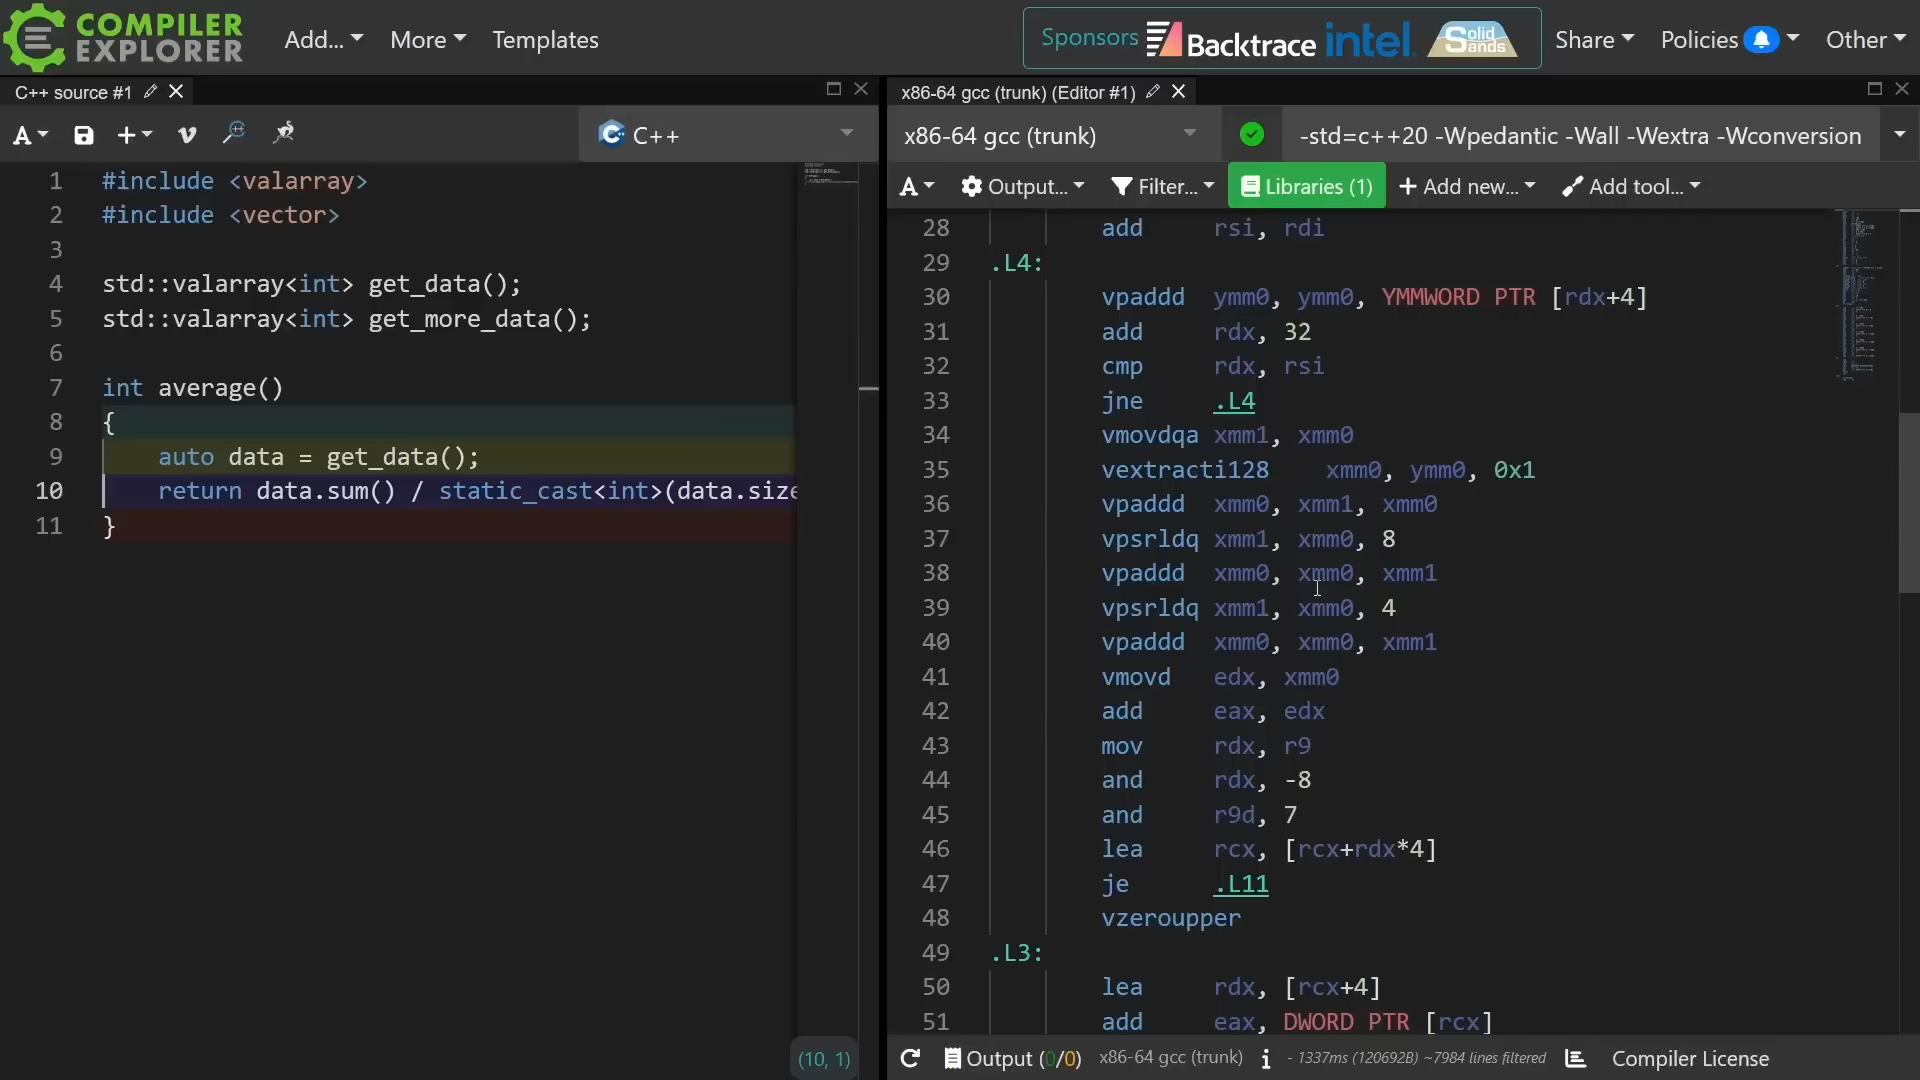 COMPILER EXPLORER
Add...
More
Templates
Sponsors Backtrace intel. Solid Sands
Share
Policies
Other
C++ source #1
x86-64 gcc (trunk) (Editor #1)
A
C++
x86-64 gcc (trunk)
-std=c++20 -Wpedantic -Wall -Wextra -Wconversion
A Output... Filter... Libraries (1) + Add new... Add tool...
1 #include <valarray>
2 #include <vector>
3
4 std::valarray<int> get_data();
5 std::valarray<int> get_more_data();
6
7 int average()
8 {
9 auto data = get_data();
10 return data.sum() / static_cast<int>(data.size
11 }
(10, 1)
28 add rsi, rdi
29 .L4:
30 vpaddd ymm0, ymm0, YMMWORD PTR [rdx+4]
31 add rdx, 32
32 cmp rdx, rsi
33 jne .L4
34 vmovdqa xmm1, xmm0
35 vextracti128 xmm0, ymm0, 0x1
36 vpaddd xmm0, xmm1, xmm0
37 vpsrldq xmm1, xmm0, 8
38 vpaddd xmm0, xmm0, xmm1
39 vpsrldq xmm1, xmm0, 4
40 vpaddd xmm0, xmm0, xmm1
41 vmovd edx, xmm0
42 add eax, edx
43 mov rdx, r9
44 and rdx, -8
45 and r9d, 7
46 lea rcx, [rcx+rdx*4]
47 je .L11
48 vzeroupper
49 .L3:
50 lea rdx, [rcx+4]
51 add eax, DWORD PTR [rcx]
Output (0/0) x86-64 gcc (trunk) i - 1337ms (120692B) ~7984 lines filtered Compiler License